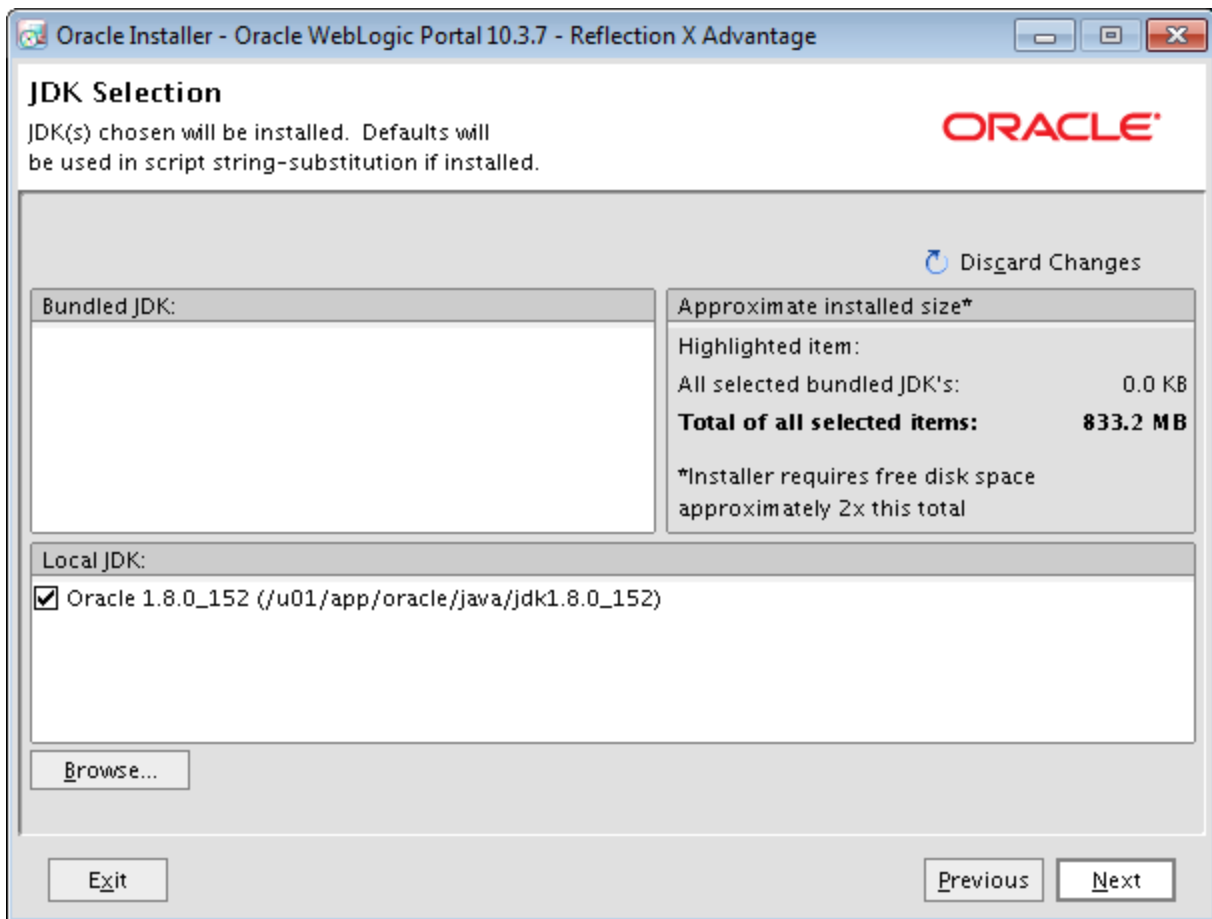 Oracle Installer - Oracle WebLogic Portal 10.3.7 - Reflection X Advantage
JDK Selection
JDK(s) chosen will be installed. Defaults will
be used in script string-substitution if installed.
ORACLE
Discard Changes
Bundled JDK:
Approximate installed size*
Highlighted item:
All selected bundled JDK's: 0.0 KB
Total of all selected items: 833.2 MB
*Installer requires free disk space
approximately 2x this total
Local JDK:
Oracle 1.8.0_152 (/u01/app/oracle/java/jdk1.8.0_152)
Browse...
Exit
Previous
Next